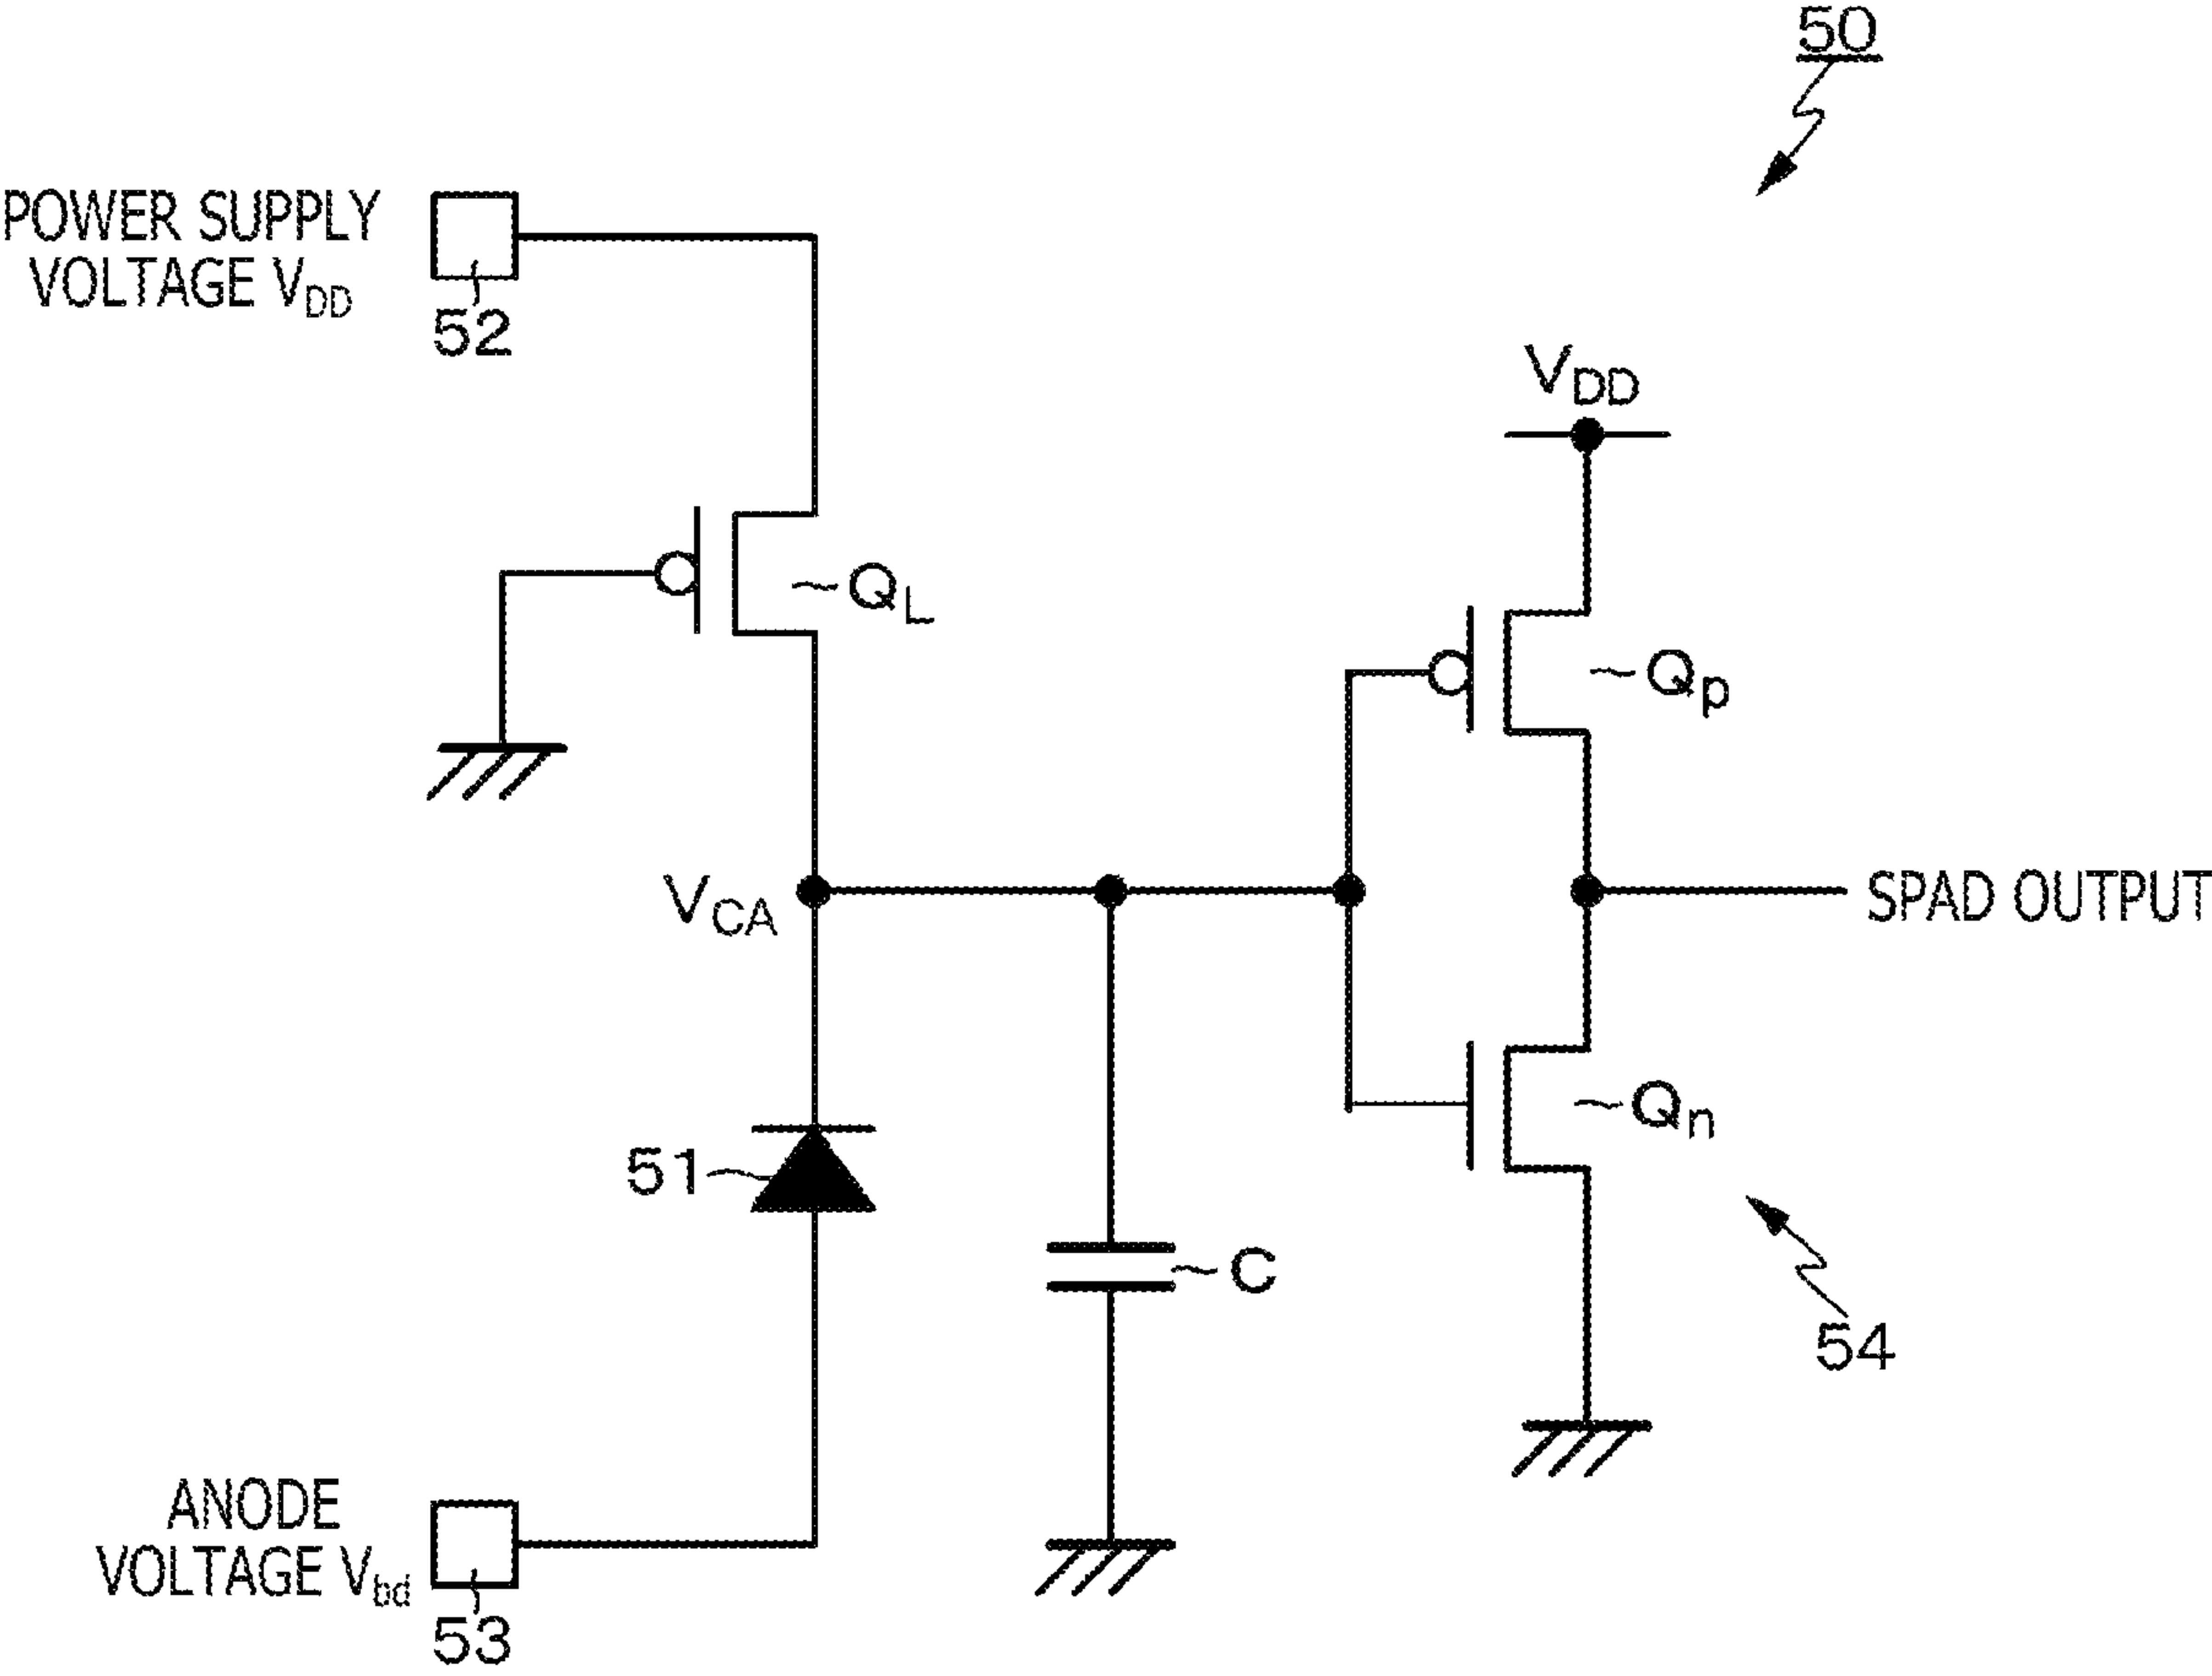 50
POWER SUPPLY
VOLTAGE VDD
52
VDD
QL
Qp
VCA
SPAD OUTPUT
51
Qn
C
54
ANODE
VOLTAGE Vbd
53